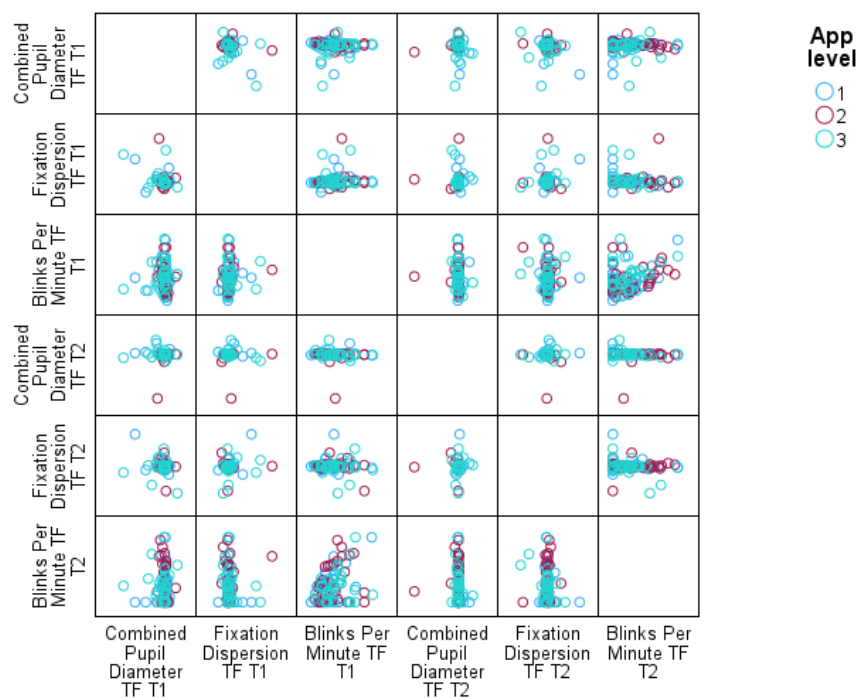 Combined
Pupil
Diameter
TF T1
Fixation
Dispersion
TF T1
Blinks Per
Minute TF
T1
Combined
Pupil
Diameter
TF T2
Fixation
Dispersion
TF T2
Blinks Per
Minute TF
T2
Combined
Pupil
Diameter
TF T1
Fixation
Dispersion
TF T1
Blinks Per
Minute TF
T1
Combined
Pupil
Diameter
TF T2
Fixation
Dispersion
TF T2
Blinks Per
Minute TF
T2
App
level
1
2
3